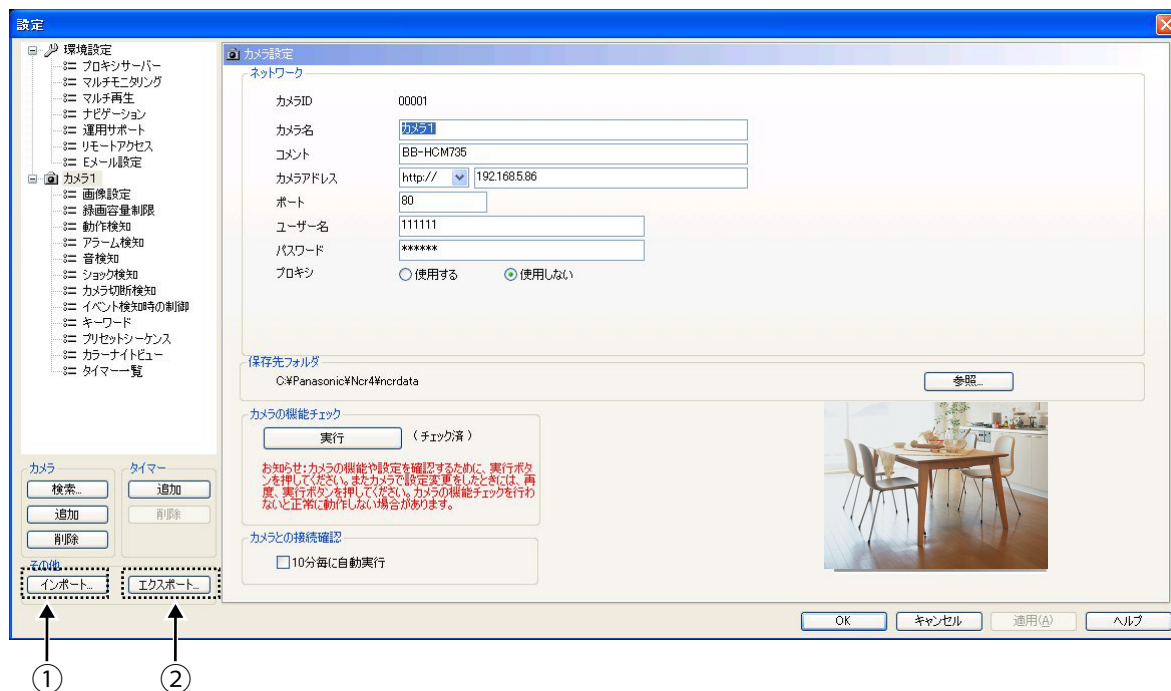 設定
環境設定
プロキシサーバー
マルチモニタリング
マルチ再生
ナビゲーション
運用サポート
リモートアクセス
Eメール設定
カメラ1
画像設定
録画容量制限
動作検知
アラーム検知
音検知
ショック検知
カメラ切断検知
イベント検知時の制御
キーワード
プリセットシーケンス
カラーナイトビュー
タイマー一覧
カメラ
検索...
追加
削除
タイマー
追加
削除
その他
インポート...
エクスポート...
カメラ設定
ネットワーク
カメラID 00001
カメラ名 カメラ1
コメント BB-HCM735
カメラアドレス http:// 192.168.5.86
ポート 80
ユーザー名 111111
パスワード ******
プロキシ 使用する 使用しない
保存先フォルダ
C:¥Panasonic¥Ncr4¥ncrdata 参照...
カメラの機能チェック
実行 (チェック済)
お知らせ:カメラの機能や設定を確認するために、実行ボタ
ンを押してください。またカメラで設定変更をしたときには、再
度、実行ボタンを押してください。カメラの機能チェックを行わ
ないと正常に動作しない場合があります。
カメラとの接続確認
10分毎に自動実行
OK キャンセル 適用(A) ヘルプ
① ②